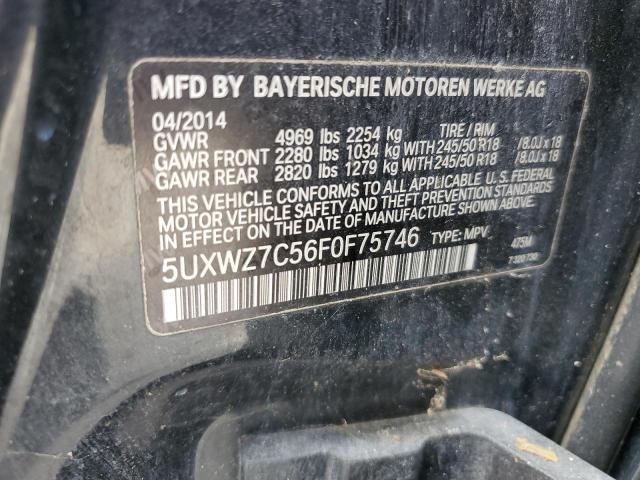 MFD BY BAYERISCHE MOTOREN WERKE AG
04/2014 TIRE / RIM
GVWR 4969 lbs 2254 kg
GAWR FRONT 2280 lbs 1034 kg WITH 245/50 R18 / 8.0J x 18
GAWR REAR 2820 lbs 1279 kg WITH 245/50 R18 / 8.0J x 18
THIS VEHICLE CONFORMS TO ALL APPLICABLE U. S. FEDERAL
MOTOR VEHICLE SAFETY AND THEFT PREVENTION STANDARDS
IN EFFECT ON THE DATE OF MANUFACTURE SHOWN ABOVE.
5UXWZ7C56F0F75746 TYPE: MPV 475M
7 320 730